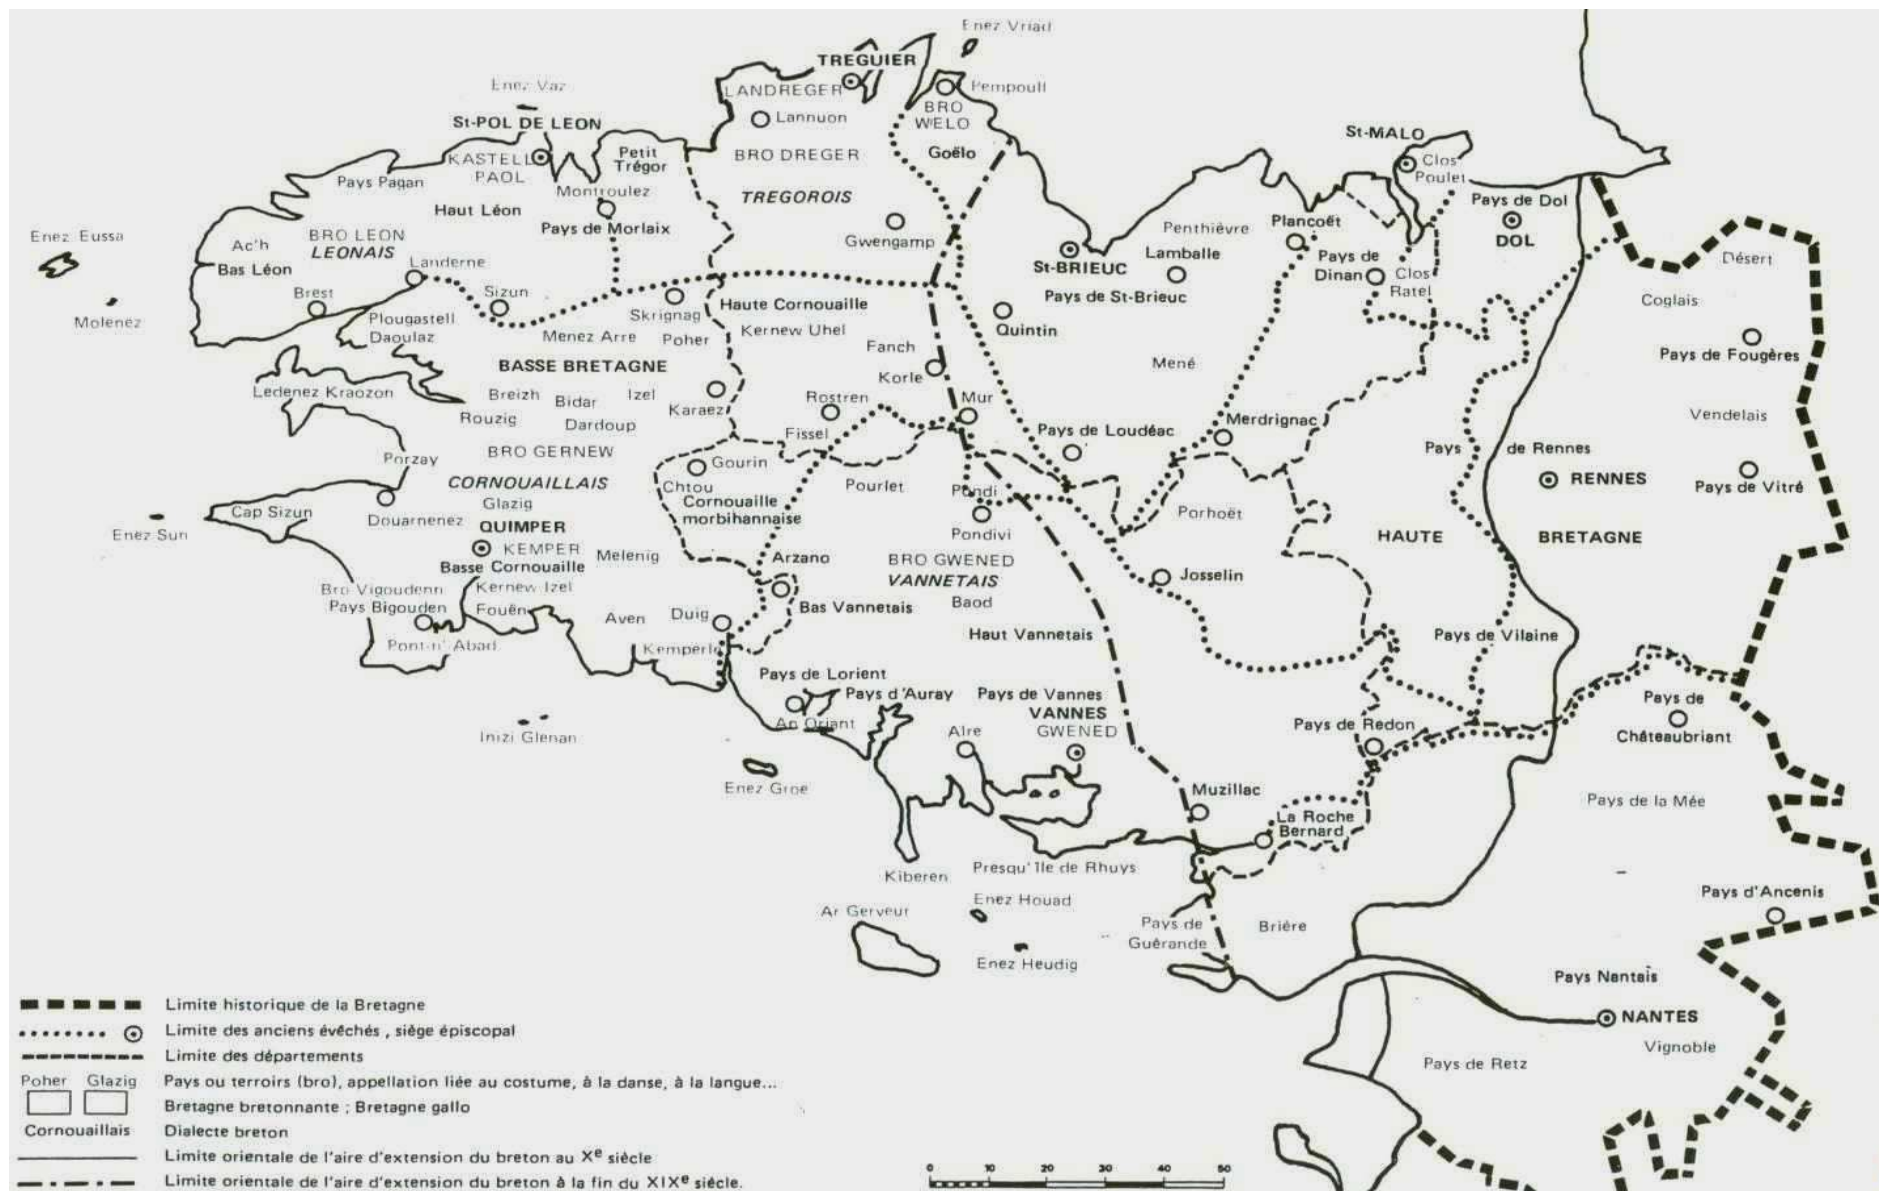 Enez Vriad
TREGUIER
LANDREGER
Pempoull
Enez Vaz
BRO
WELO
Lannuon
St-POL DE LEON
St-MALO
KASTELL
PAOL
Petit
Trégor
BRO DREGER
Goëlo
Clos
Poulet
Pays Pagan
Montroulez
TREGOROIS
Pays de Dol
Haut Léon
Pays de Morlaix
Gwengamp
Penthièvre
Plancoët
DOL
Enez Eussa
Ac'h
BRO LEON
LEONAIS
Bas Léon
Landerne
St-BRIEUC
Lamballe
Pays de
Dinan
Clos
Ratel
Désert
Brest
Sizun
Skrignag
Haute Cornouaille
Pays de St-Brieuc
Coglais
Molenez
Plougastell
Daoulaz
Menez Arre
Poher
Kernew Uhel
Quintin
Fanch
Pays de Fougères
BASSE BRETAGNE
Korle
Mené
Ledenez Kraozon
Breizh
Bidar
Izel
Karaez
Rostren
Mur
Rouzig
Dardoup
Fissel
Merdrignac
Vendelais
Pays de Loudéac
BRO GERNEW
Pays
de Rennes
Porzay
Gourin
CORNOUAILLAIS
Chtou
Pourlet
Pondi
RENNES
Pays de Vitré
Glazig
Cornouaille
morbihannaise
Cap Sizun
Douarnenez
Porhoët
Enez Sun
QUIMPER
KEMPER
Pondivi
HAUTE
BRETAGNE
Melenig
Arzano
BRO GWENED
Basse Cornouaille
VANNETAIS
Josselin
Bro Vigoudenn
Kernew Izel
Pays Bigouden
Fouën
Bas Vannetais
Baod
Aven
Duig
Haut Vannetais
Pays de Vilaine
Pont-n' Abad
Kemperle
Pays de Lorient
Pays d'Auray
Pays de Vannes
Pays de
VANNES
An Oriant
GWENED
Pays de Redon
Châteaubriant
Inizi Glenan
Alre
Enez Groe
Muzillac
Pays de la Mée
La Roche
Bernard
Kiberen
Presqu'île de Rhuys
Enez Houad
Pays d'Ancenis
Ar Gerveur
Pays de
Guérande
Brière
Enez Heudig
Pays Nantais
NANTES
Vignoble
Pays de Retz
Limite historique de la Bretagne
Limite des anciens évêchés , siège épiscopal
Limite des départements
Poher Glazig Pays ou terroirs (bro), appellation liée au costume, à la danse, à la langue...
Bretagne bretonnante ; Bretagne gallo
Cornouaillais Dialecte breton
Limite orientale de l'aire d'extension du breton au Xe siècle
Limite orientale de l'aire d'extension du breton à la fin du XIXe siècle.
0 10 20 30 40 50